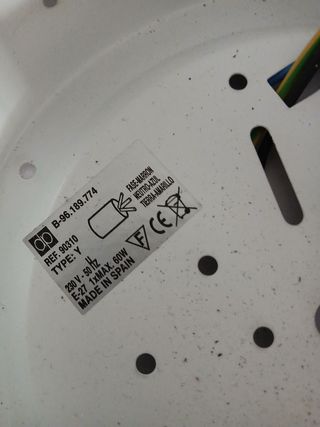 dp B-96.189.774
REF. 90310
TYPE: Y
FASE-MARRON
NEUTRO-AZUL
TIERRA-AMARILLO
230 V - 50 Hz
E-27 1xMAX. 60W
MADE IN SPAIN
F CE